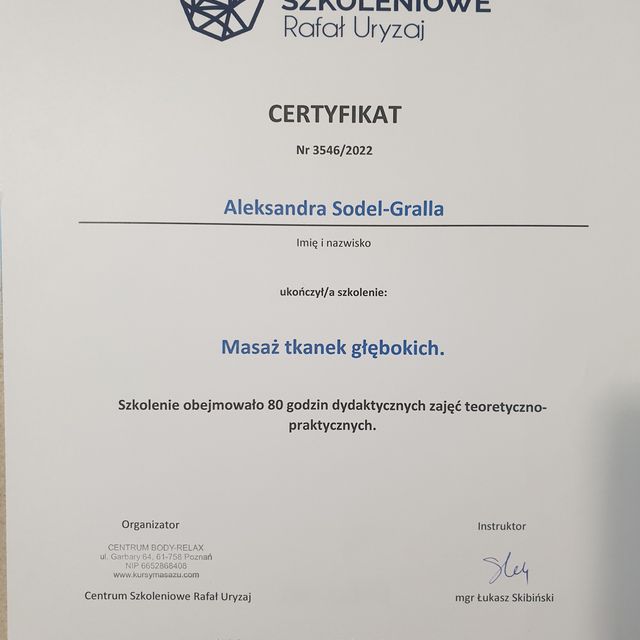 SZKOLENIOWE
Rafał Uryzaj
CERTYFIKAT
Nr 3546/2022
Aleksandra Sodel-Gralla
Imię i nazwisko
ukończył/a szkolenie:
Masaż tkanek głębokich.
Szkolenie obejmowało 80 godzin dydaktycznych zajęć teoretyczno-
praktycznych.
Organizator
Instruktor
CENTRUM BODY-RELAX
ul. Garbary 64, 61-758 Poznań
NIP 6652868408
www.kursymasazu.com
Centrum Szkoleniowe Rafał Uryzaj
mgr Łukasz Skibiński